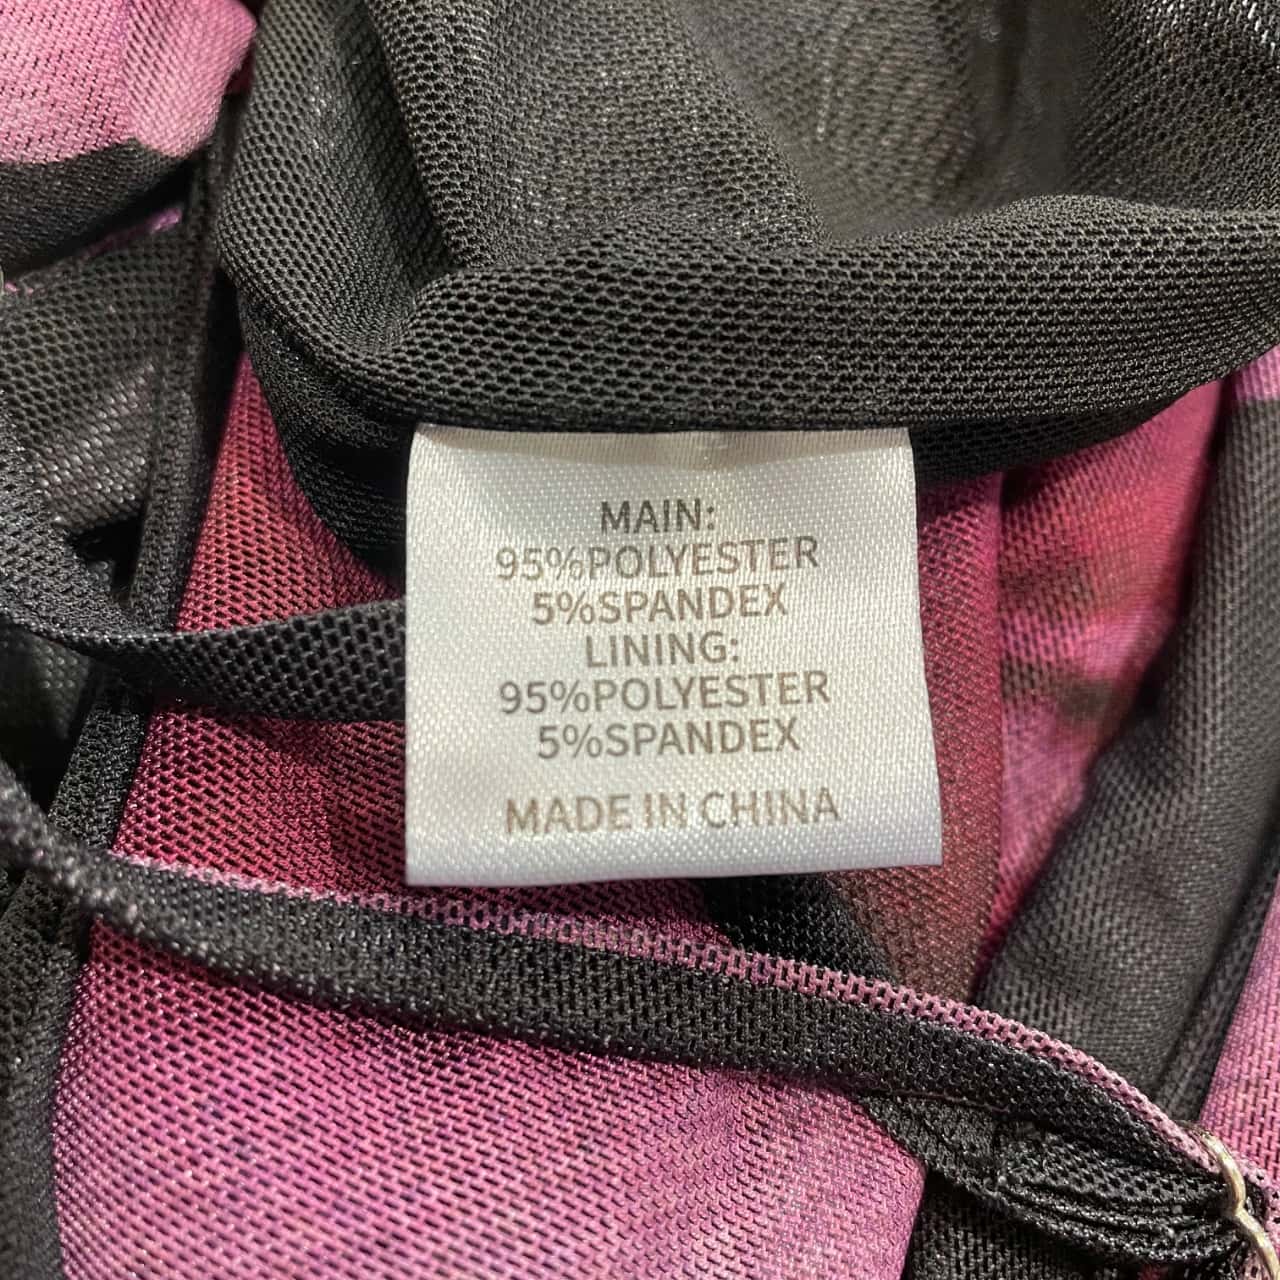 MAIN:
95%POLYESTER
5%SPANDEX
LINING:
95%POLYESTER
5%SPANDEX
MADE IN CHINA